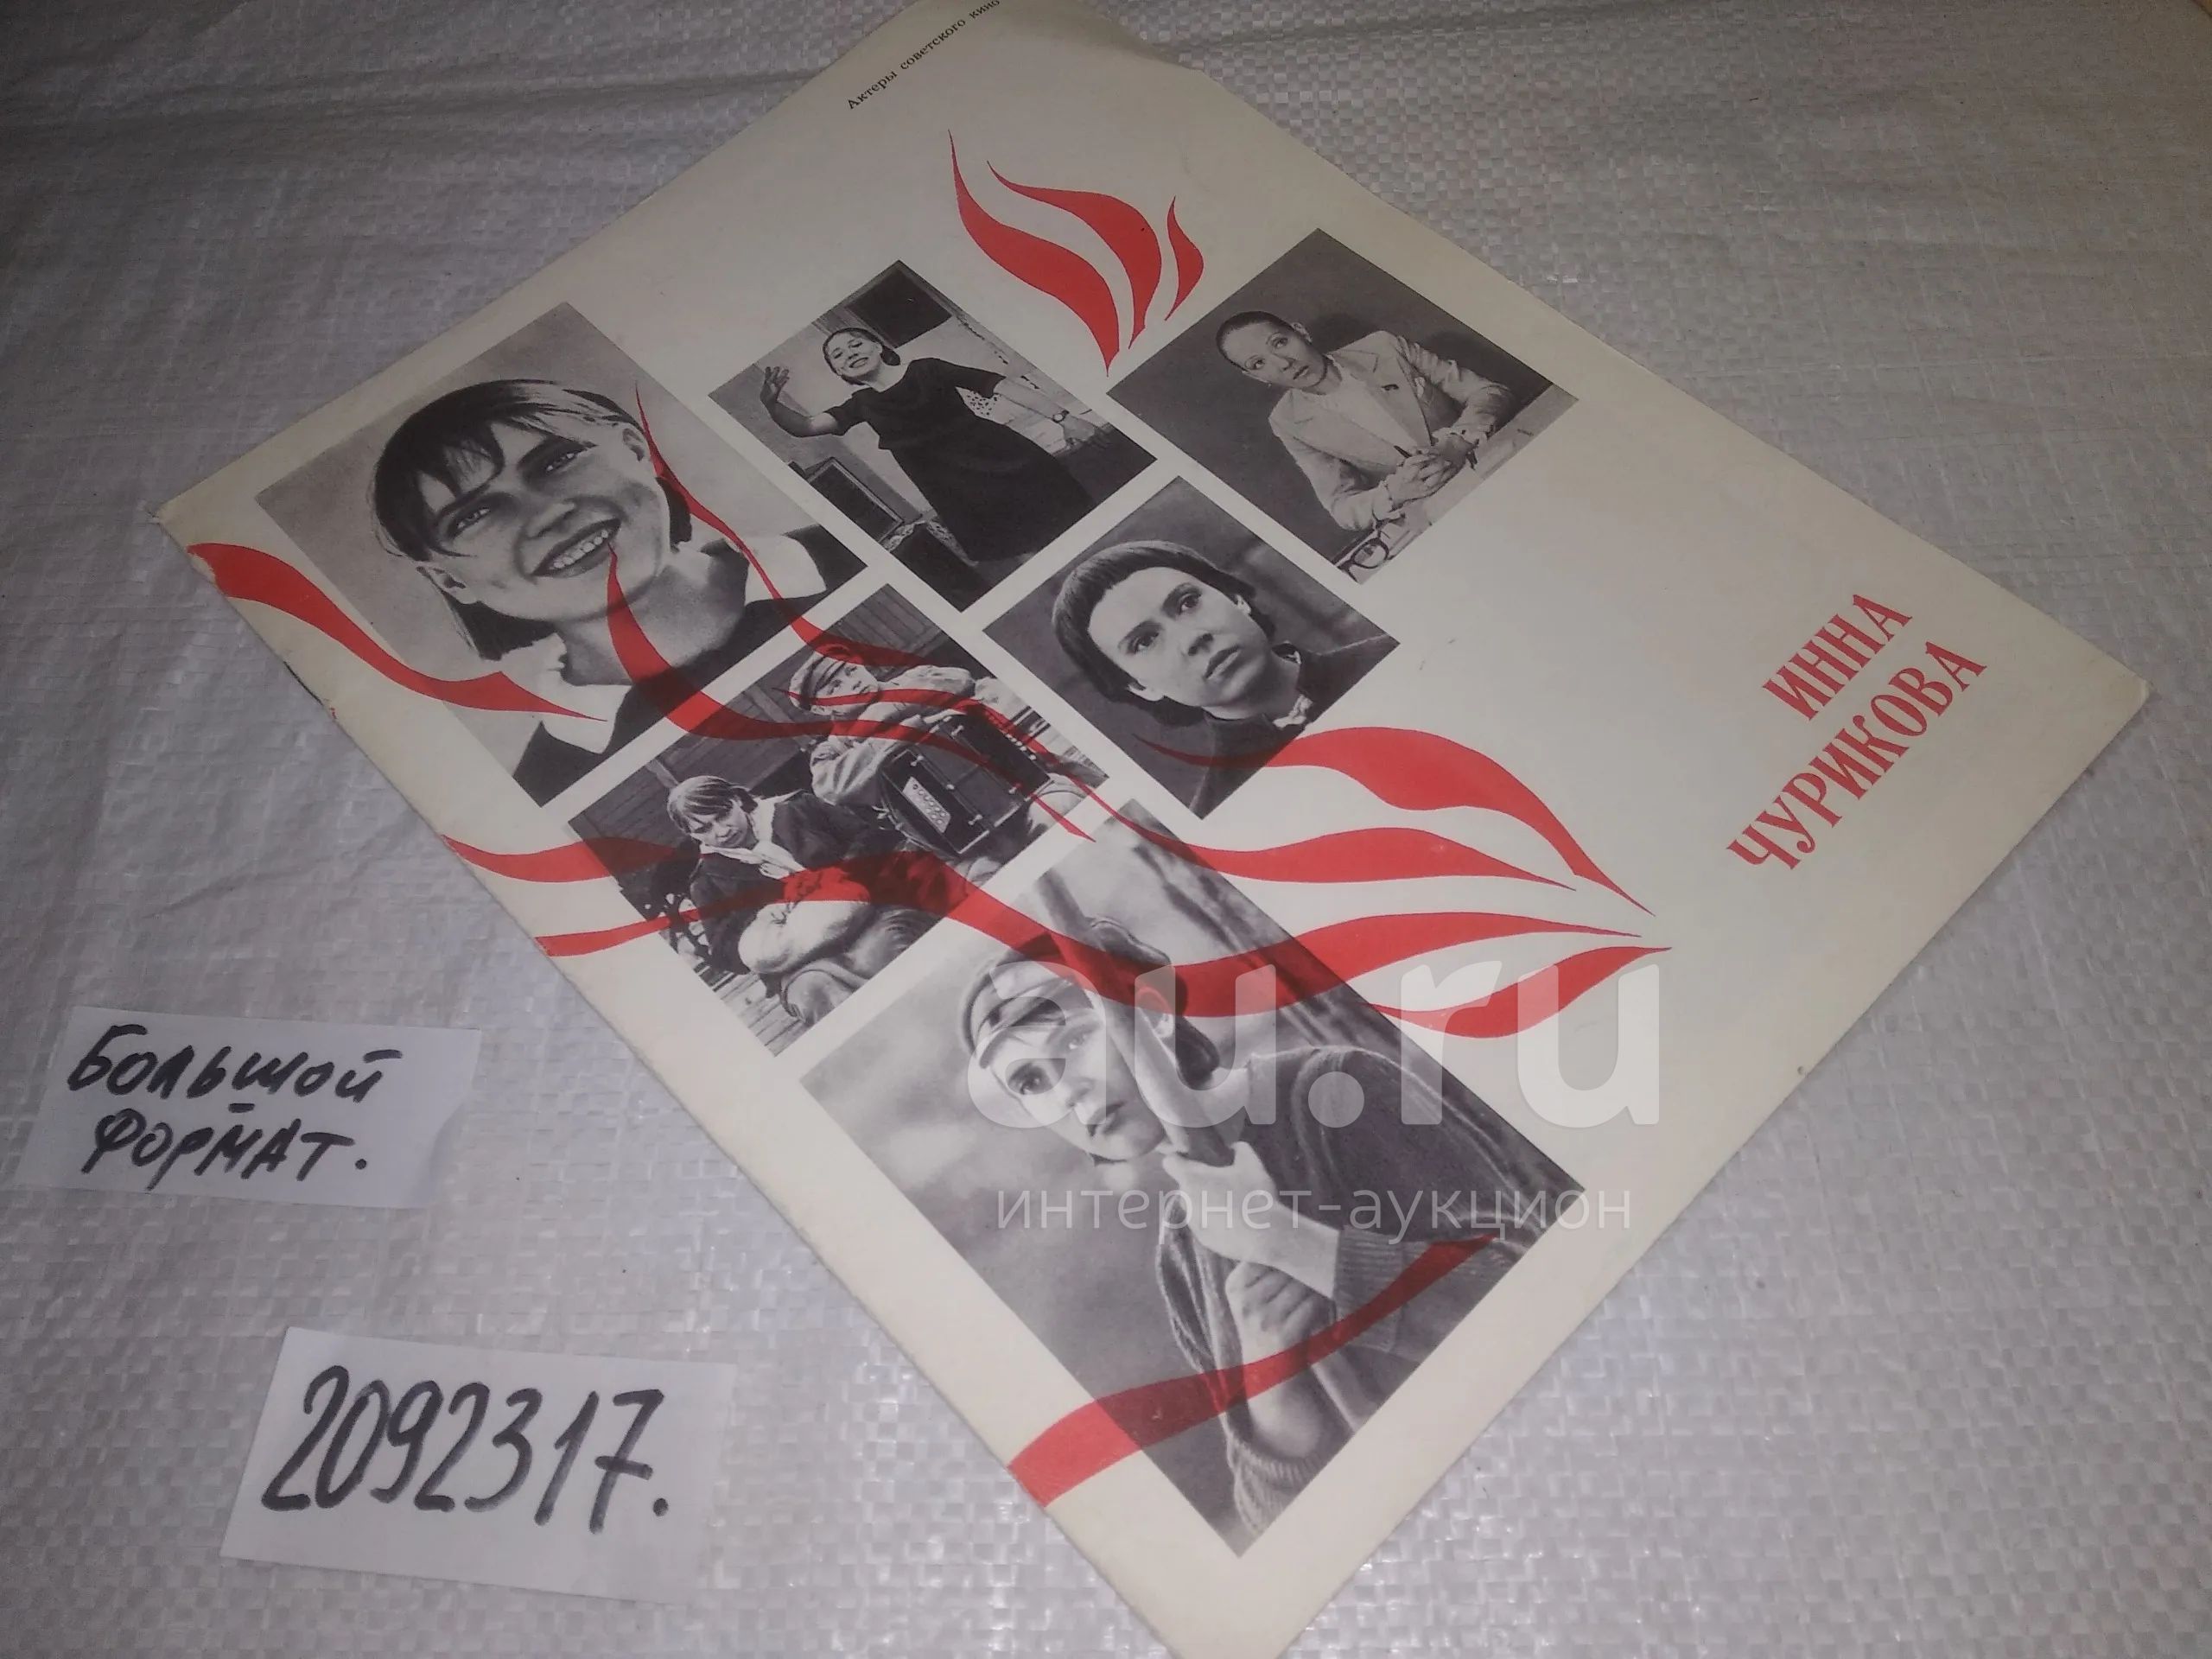 Актеры советского кино
ИННА
ЧУРИКОВА
au.ru
интернет-аукцион
Большой
формат.
2092317.